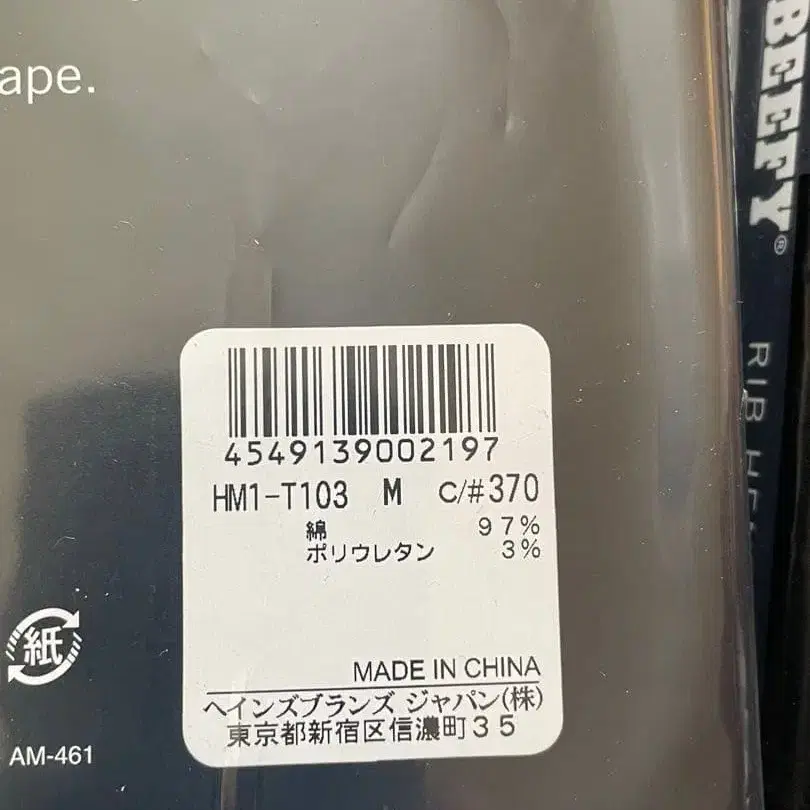 ape.
BEEFY®
RIB HE
4549139002197
HM1-T103 M C/#370
綿 97%
ポリウレタン 3%
MADE IN CHINA
ヘインズブランズ ジャパン(株)
東京都新宿区信濃町35
紙
AM-461